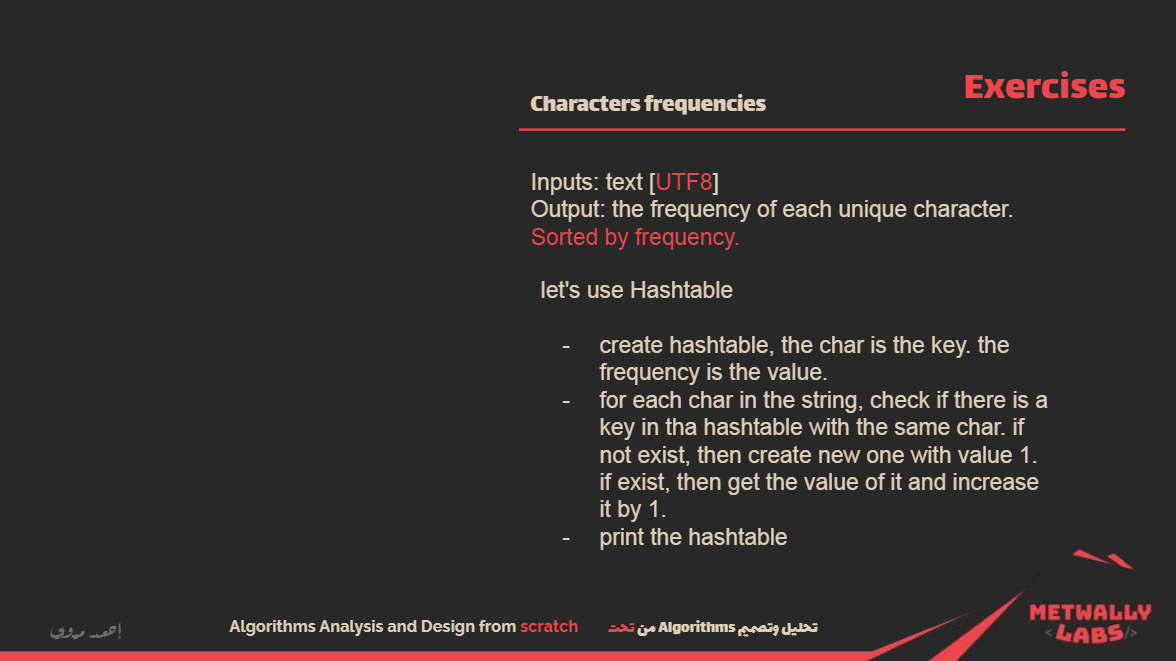 Exercises
Characters frequencies
Inputs: text [UTF8]
Output: the frequency of each unique character.
Sorted by frequency.
let's use Hashtable
- create hashtable, the char is the key. the
frequency is the value.
- for each char in the string, check if there is a
key in tha hashtable with the same char. if
not exist, then create new one with value 1.
if exist, then get the value of it and increase
it by 1.
- print the hashtable
METWALLY
<LABS/>
Algorithms Analysis and Design from scratch
تحليل وتصميم Algorithms من تحت